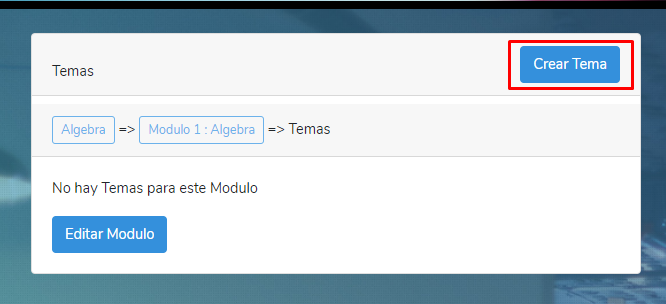 Temas
Crear Tema
Algebra => Modulo 1 : Algebra => Temas
No hay Temas para este Modulo
Editar Modulo